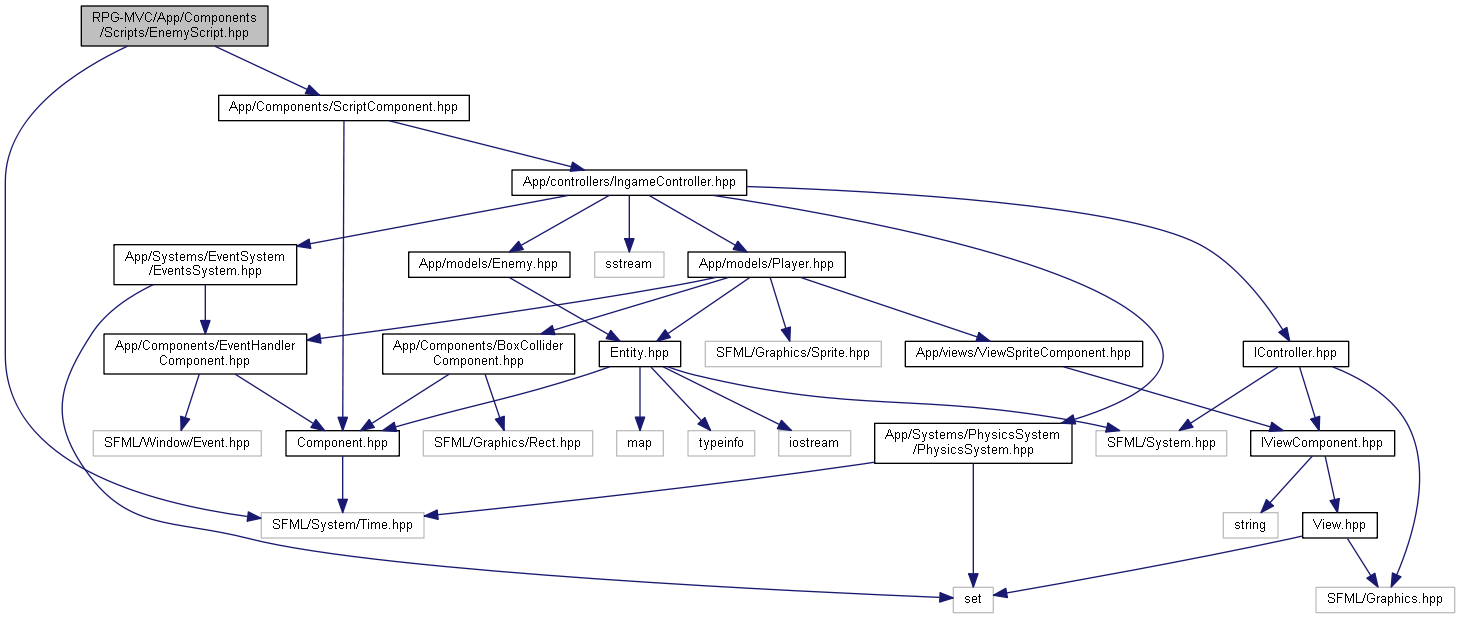 RPG-MVC/App/Components
/Scripts/EnemyScript.hpp
App/Components/ScriptComponent.hpp
App/controllers/IngameController.hpp
App/Systems/EventSystem
/EventsSystem.hpp
App/models/Enemy.hpp
sstream
App/models/Player.hpp
App/Components/EventHandler
Component.hpp
App/Components/BoxCollider
Component.hpp
Entity.hpp
SFML/Graphics/Sprite.hpp
App/views/ViewSpriteComponent.hpp
IController.hpp
SFML/Window/Event.hpp
Component.hpp
SFML/Graphics/Rect.hpp
map
typeinfo
iostream
App/Systems/PhysicsSystem
/PhysicsSystem.hpp
SFML/System.hpp
IViewComponent.hpp
SFML/System/Time.hpp
string
View.hpp
set
SFML/Graphics.hpp